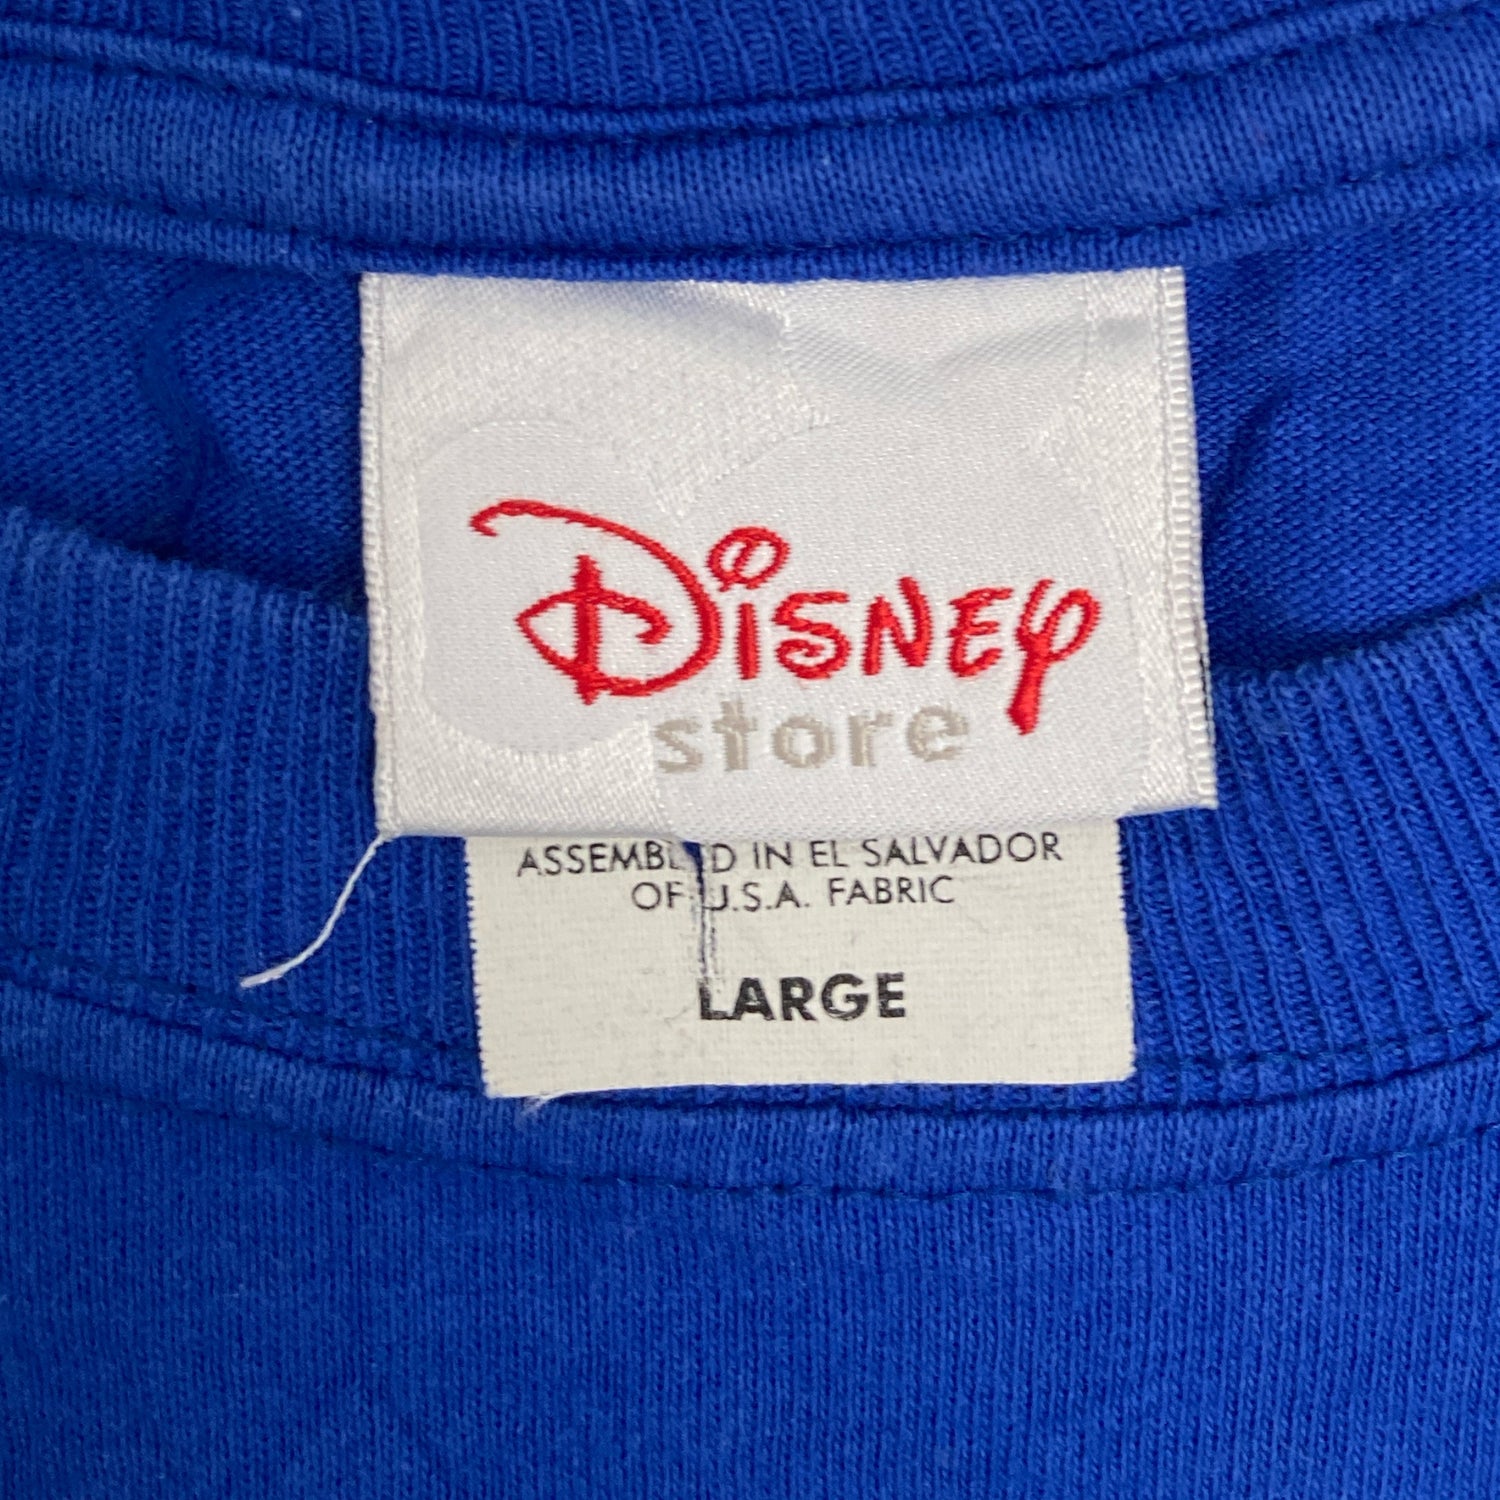 Disney
store
ASSEMBLED IN EL SALVADOR
OF U.S.A. FABRIC
LARGE